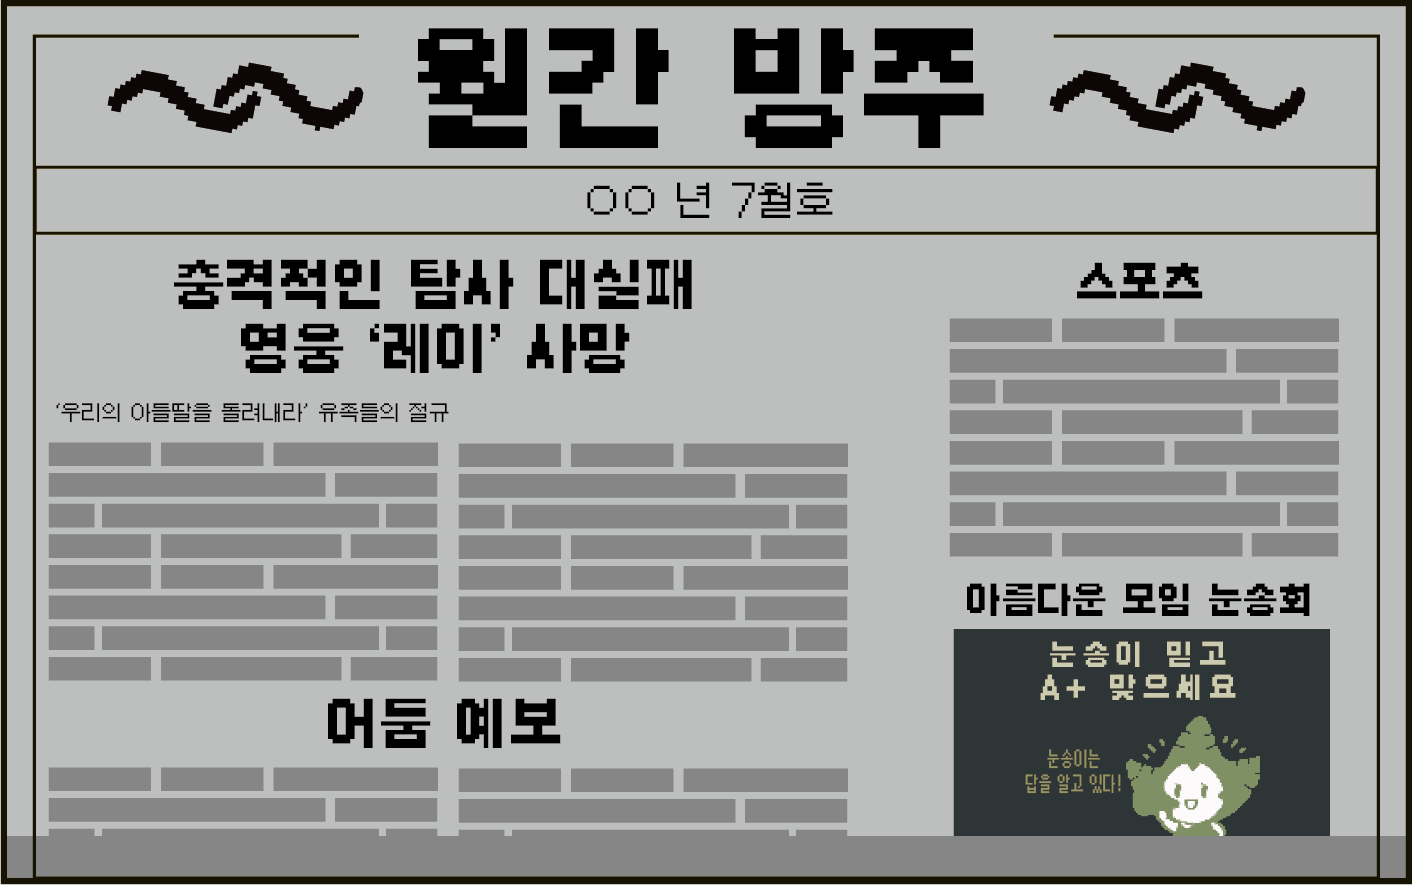 월간 방주
○○ 년 7월호
충격적인 탐사 대실패
영웅 ‘레이’ 사망
‘우리의 아들딸을 돌려내라’ 유족들의 절규
어둠 예보
스포츠
아름다운 모임 눈송회
눈송이 믿고
A+ 맞으세요
눈송이는
답을 알고 있다!